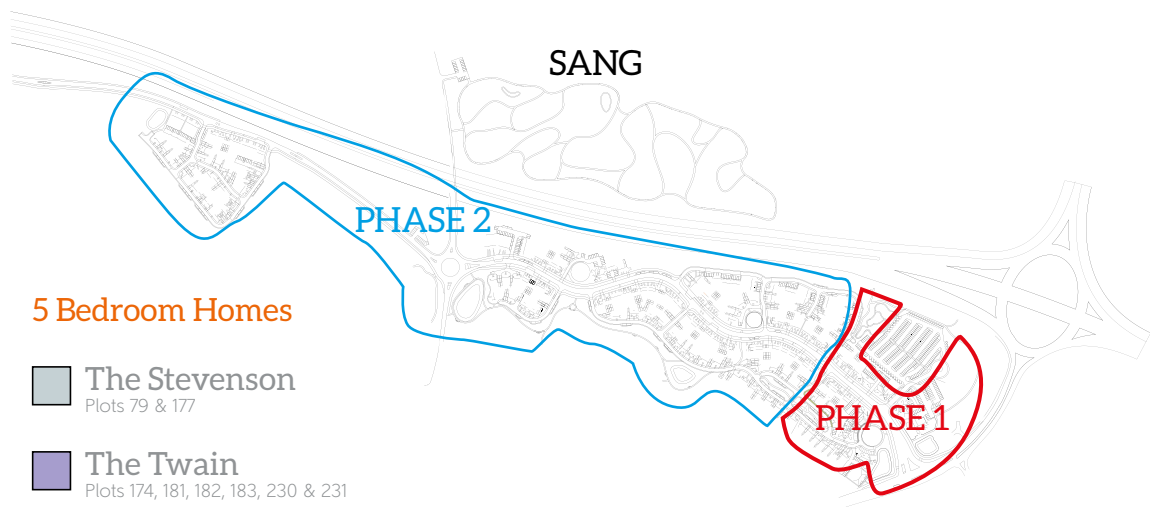 SANG
PHASE 2
5 Bedroom Homes
The Stevenson
Plots 79 & 177
PHASE 1
The Twain
Plots 174, 181, 182, 183, 230 & 231